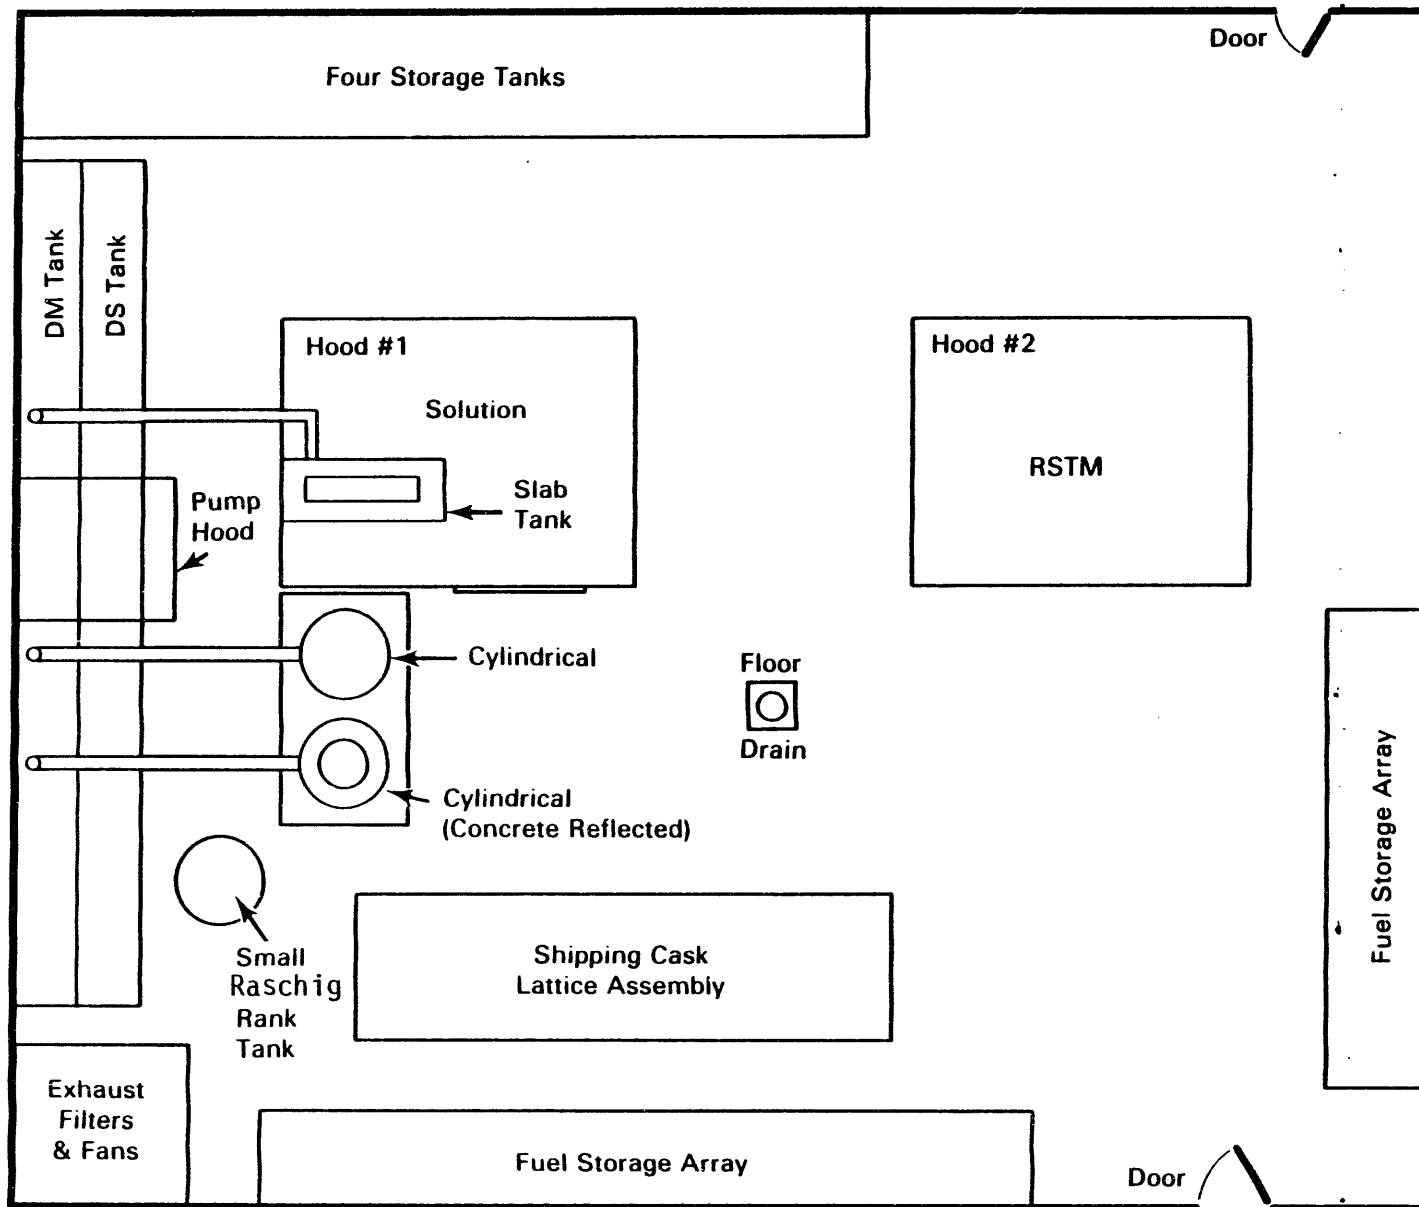 Door
Four Storage Tanks
DM Tank
DS Tank
Hood #1
Solution
Hood #2
RSTM
Slab
Tank
Pump
Hood
Cylindrical
Floor
Drain
Cylindrical
(Concrete Reflected)
Fuel Storage Array
Small
Raschig
Rank
Tank
Shipping Cask
Lattice Assembly
Exhaust
Filters
& Fans
Fuel Storage Array
Door